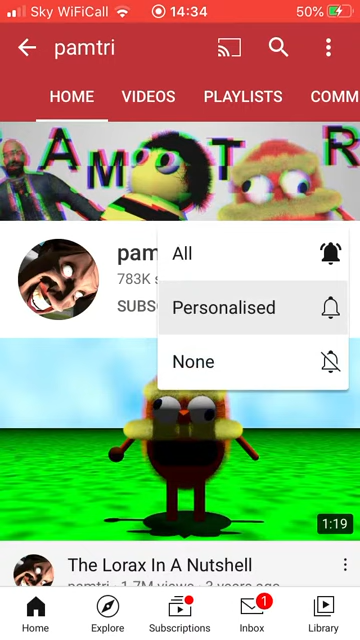 Sky WiFiCall 14:34 50%
pamtri
HOME VIDEOS PLAYLISTS COMM
AM T R
All
pam
783K s
Personalised
SUBS
None
1:19
The Lorax In A Nutshell
pamtri · 1.7M views · 3 years ago
1
Home Explore Subscriptions Inbox Library